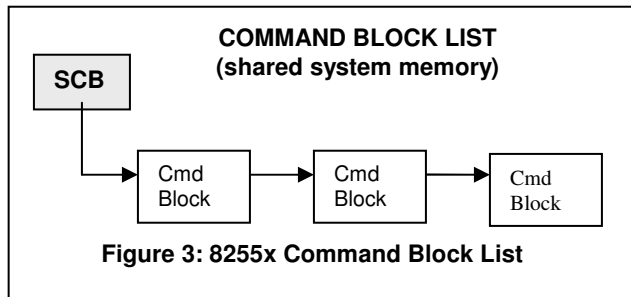 COMMAND BLOCK LIST
(shared system memory)
SCB
Cmd
Block
Cmd
Block
Cmd
Block
Figure 3: 8255x Command Block List